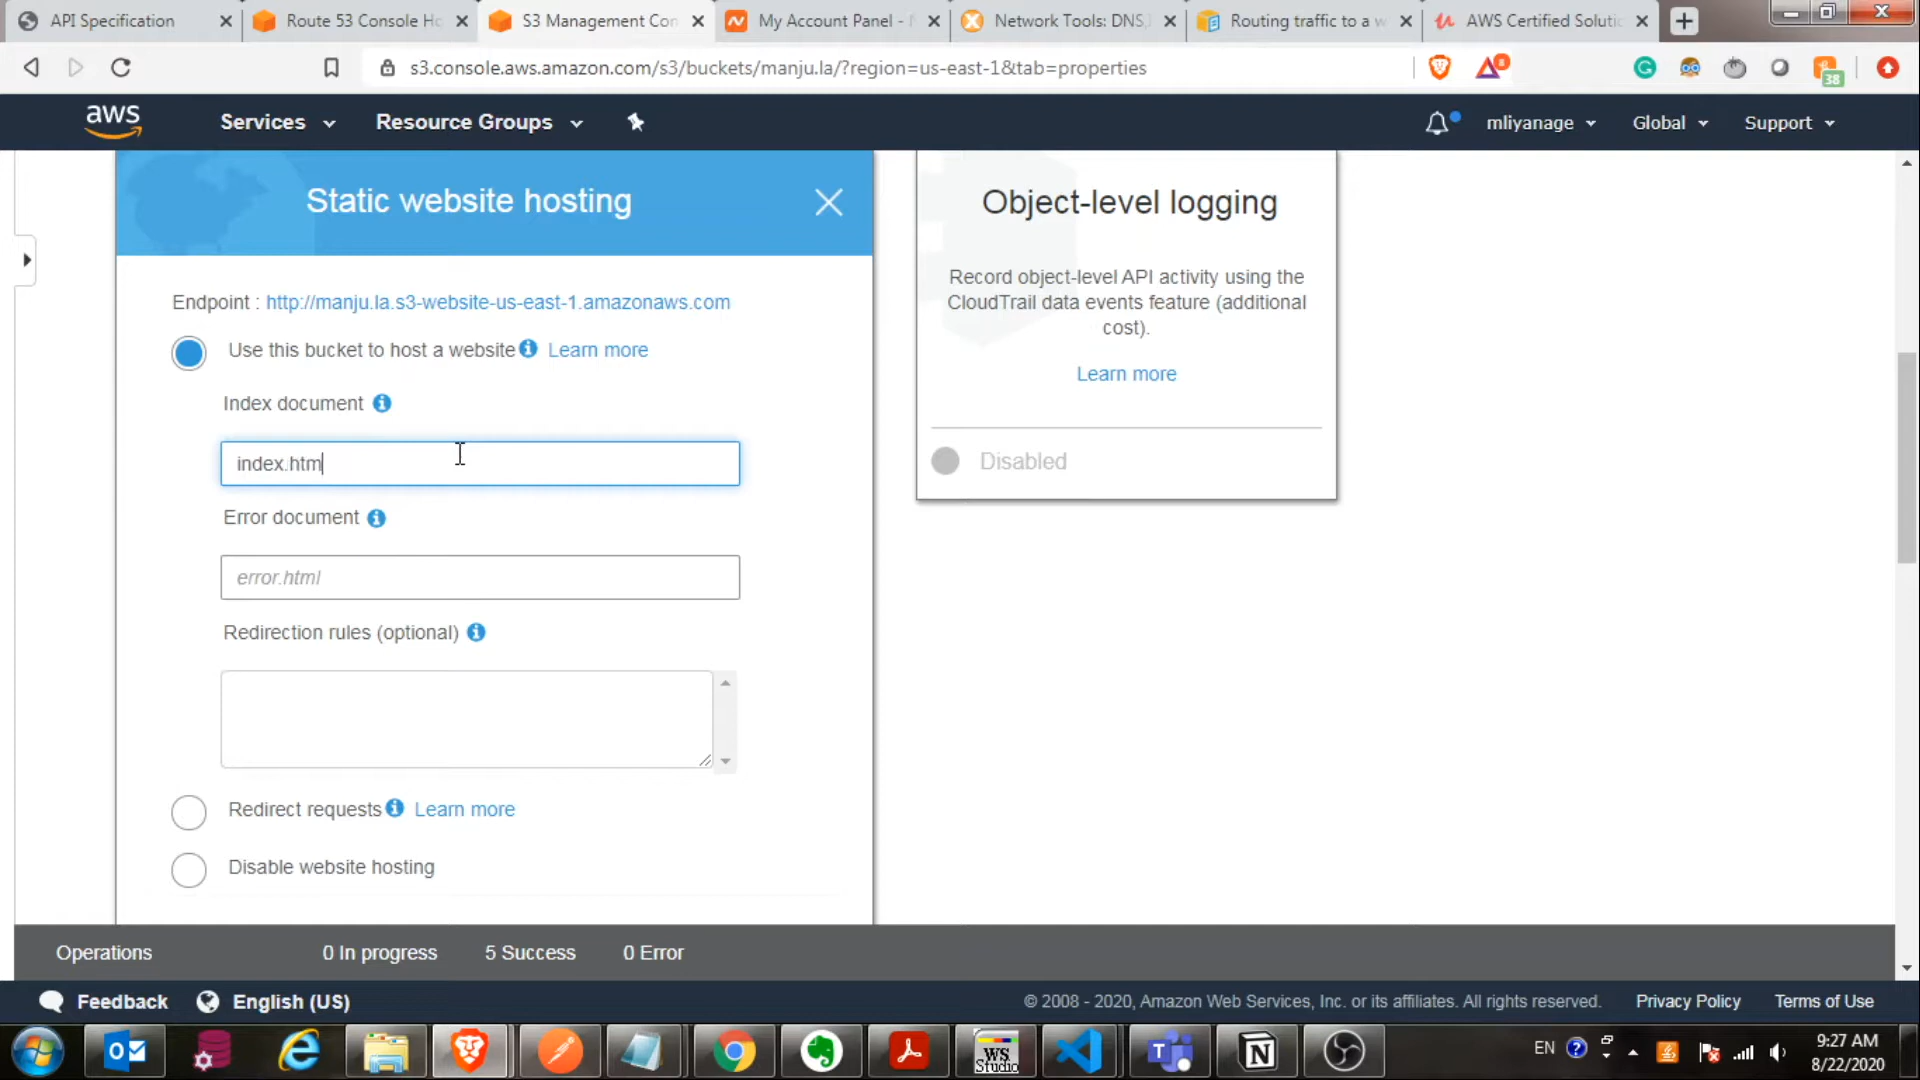 API Specification
Route 53 Console Ho
S3 Management Con
My Account Panel -
Network Tools: DNS,
Routing traffic to a w
AWS Certified Solutio
s3.console.aws.amazon.com/s3/buckets/manju.la/?region=us-east-1&tab=properties
38
aws
Services
Resource Groups
mliyanage
Global
Support
Static website hosting
Endpoint : http://manju.la.s3-website-us-east-1.amazonaws.com
Use this bucket to host a website
Learn more
Index document
index.htm
Error document
error.html
Redirection rules (optional)
Redirect requests
Learn more
Disable website hosting
Object-level logging
Record object-level API activity using the
CloudTrail data events feature (additional
cost).
Learn more
Disabled
Operations
0 In progress
5 Success
0 Error
Feedback
English (US)
© 2008 - 2020, Amazon Web Services, Inc. or its affiliates. All rights reserved.
Privacy Policy
Terms of Use
WS
Studio
EN
9:27 AM
8/22/2020